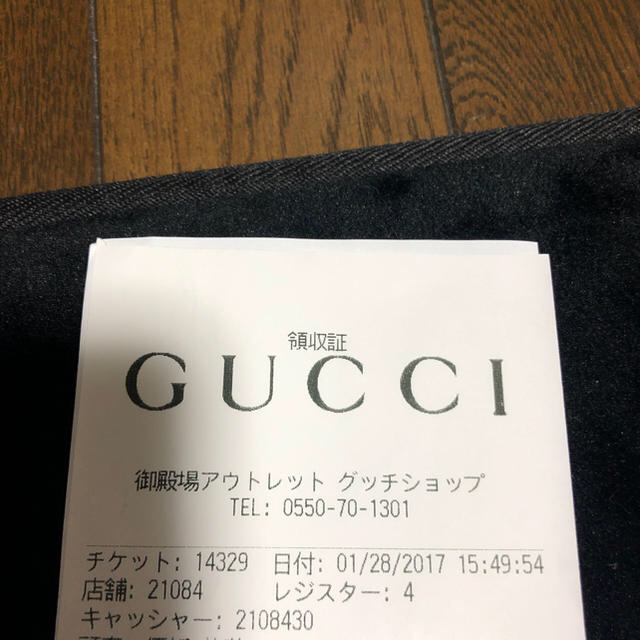 領収証
GUCCI
御殿場アウトレット グッチショップ
TEL: 0550-70-1301
チケット: 14329 日付: 01/28/2017 15:49:54
店舗: 21084 レジスター: 4
キャッシャー: 2108430